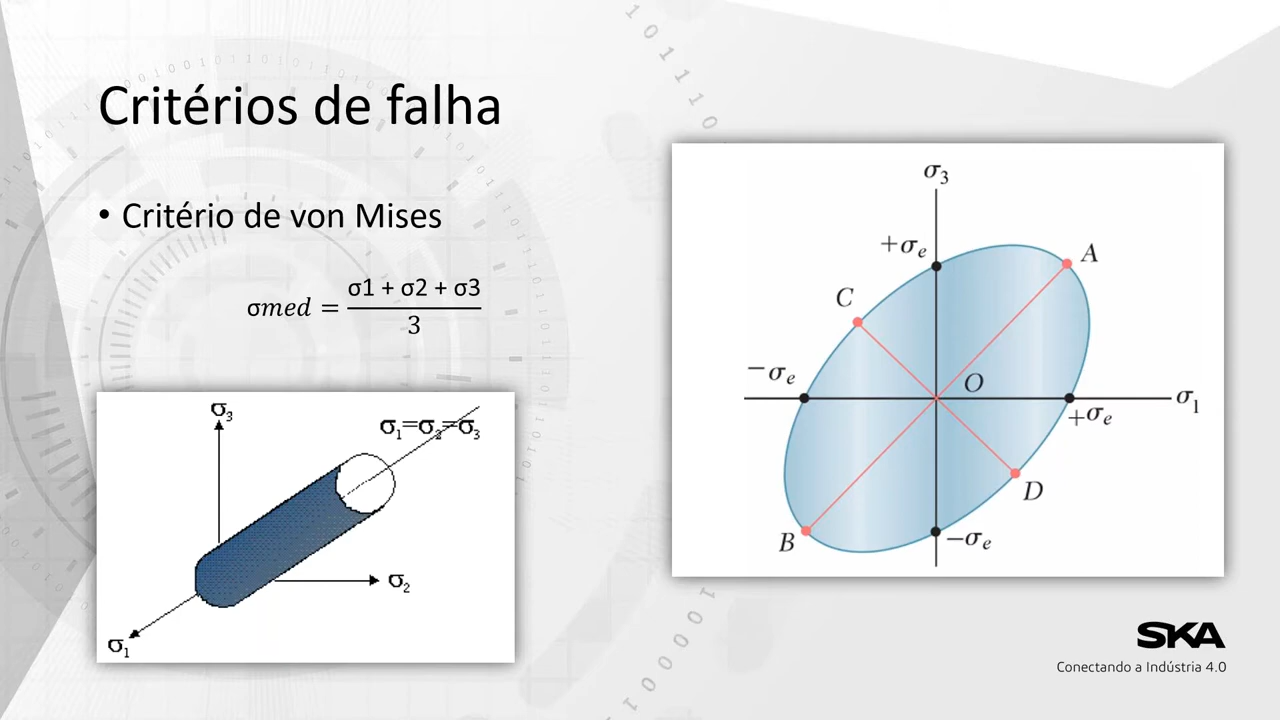 Critérios de falha
• Critério de von Mises
σmed = (σ1 + σ2 + σ3) / 3
σ₃
σ₁=σ₂=σ₃
σ₂
σ₁
σ₃
+σₑ
A
C
−σₑ
O
σ₁
+σₑ
D
B
−σₑ
SKA
Conectando a Indústria 4.0